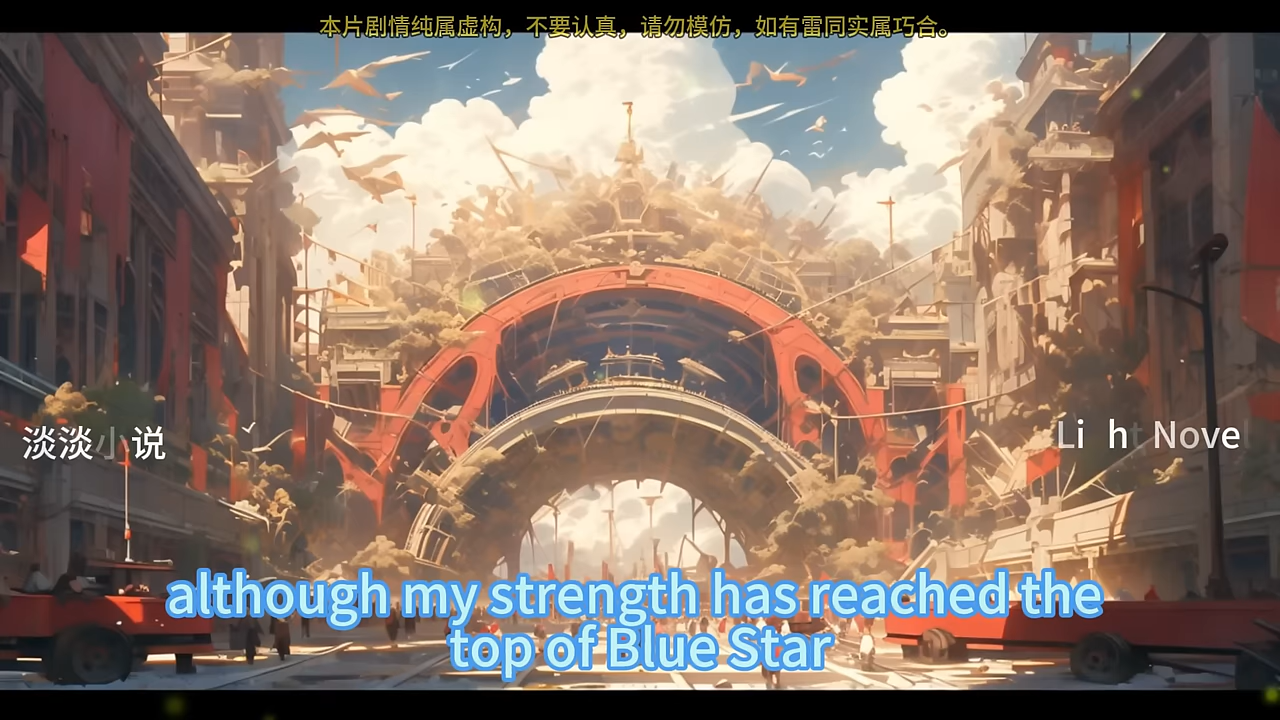 本片剧情纯属虚构，不要认真，请勿模仿，如有雷同实属巧合。
淡淡小说
Li h Nove
although my strength has reached the
top of Blue Star